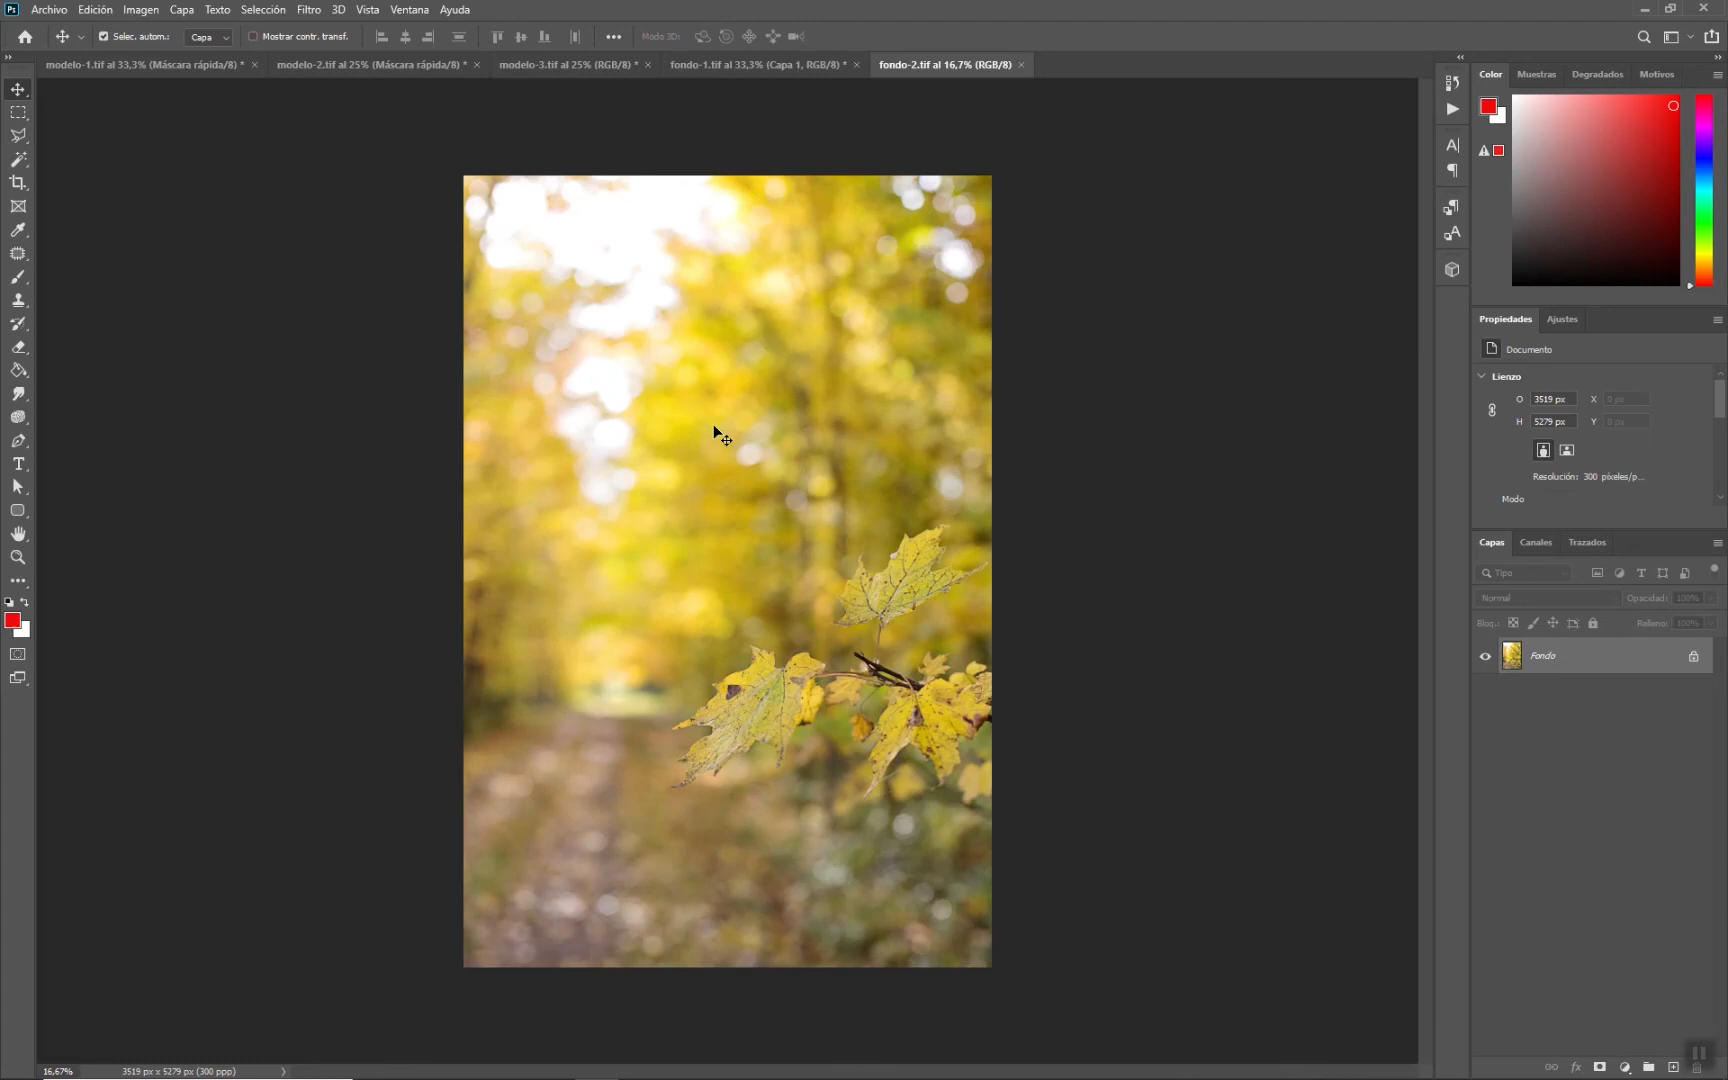 Ps Archivo Edición Imagen Capa Texto Selección Filtro 3D Vista Ventana Ayuda
Selec. autom.: Capa Mostrar contr. transf. Modo 3D:
modelo-1.tif al 33,3% (Máscara rápida/8) * modelo-2.tif al 25% (Máscara rápida/8) * modelo-3.tif al 25% (RGB/8) * fondo-1.tif al 33,3% (Capa 1, RGB/8) * fondo-2.tif al 16,7% (RGB/8)
Color Muestras Degradados Motivos
Propiedades Ajustes
Documento
Lienzo
O 3519 px X 0 px
H 5279 px Y 0 px
Resolución: 300 píxeles/p...
Modo
Capas Canales Trazados
Tipo
Normal Opacidad: 100%
Bloq.: Relleno: 100%
Fondo
16,67% 3519 px x 5279 px (300 ppp)